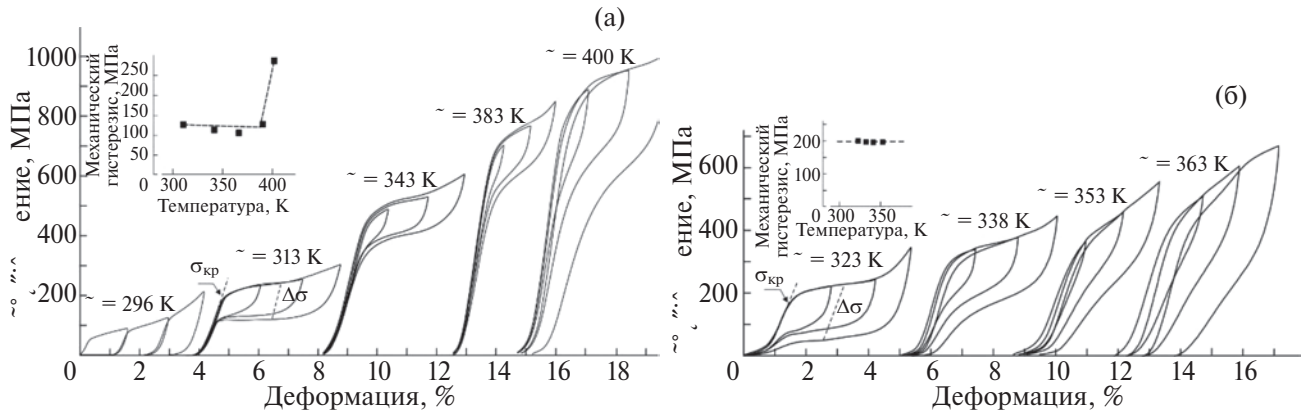 (а)
Механический
гистерезис, МПа
250
200
150
100
50
0
300
350
400
Температура, К
ение, МПа
1000
800
600
400
200
~ = 296 K
~ = 313 K
~ = 343 K
~ = 383 K
~ = 400 K
σкр
Δσ
0 2 4 6 8 10 12 14 16 18
Деформация, %
(б)
Механический
гистерезис, МПа
200
100
0
300 350
Температура, К
ение, МПа
600
400
200
~ = 323 K
~ = 338 K
~ = 353 K
~ = 363 K
σкр
Δσ
0 2 4 6 8 10 12 14 16
Деформация, %